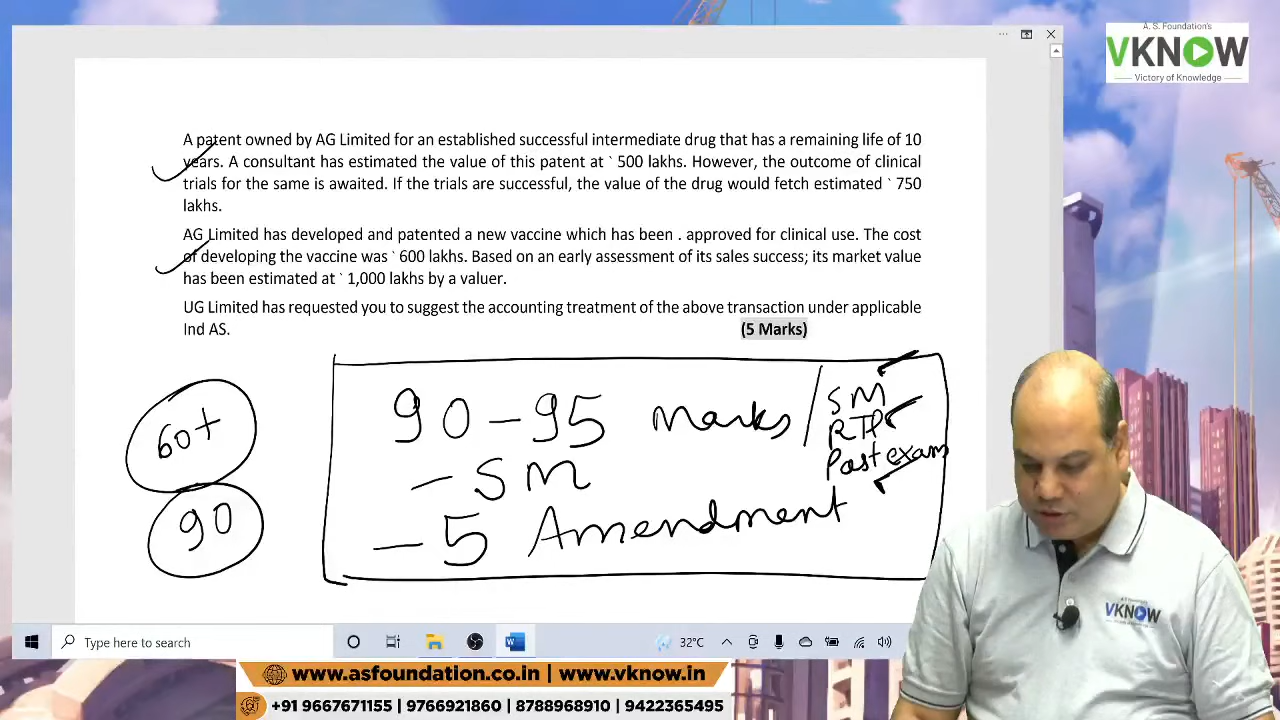 A. S. Foundation's
VKNOW
Victory of Knowledge
A patent owned by AG Limited for an established successful intermediate drug that has a remaining life of 10
years. A consultant has estimated the value of this patent at ` 500 lakhs. However, the outcome of clinical
trials for the same is awaited. If the trials are successful, the value of the drug would fetch estimated ` 750
lakhs.
AG Limited has developed and patented a new vaccine which has been . approved for clinical use. The cost
of developing the vaccine was ` 600 lakhs. Based on an early assessment of its sales success; its market value
has been estimated at ` 1,000 lakhs by a valuer.
UG Limited has requested you to suggest the accounting treatment of the above transaction under applicable
Ind AS. (5 Marks)
60+
90
90 - 95 Marks /
SM
RTP
Past exam
- SM
- 5 Amendment
VKNOW
Type here to search
32°C
www.asfoundation.co.in | www.vknow.in
+91 9667671155 | 9766921860 | 8788968910 | 9422365495